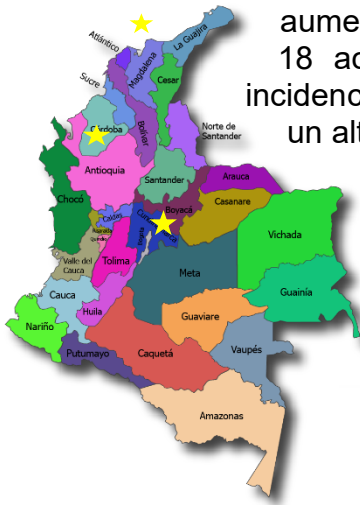 aume
18 ac
incidenc
un alt
La Guajira
Atlántico
Magdalena
Cesar
Sucre
Córdoba
Bolívar
Norte de
Santander
Antioquia
Santander
Arauca
Chocó
Boyacá
Casanare
Caldas
Risaralda
Quindío
Vichada
Valle del
Cauca
Tolima
Meta
Guainía
Cauca
Huila
Guaviare
Nariño
Vaupés
Putumayo
Caquetá
Amazonas